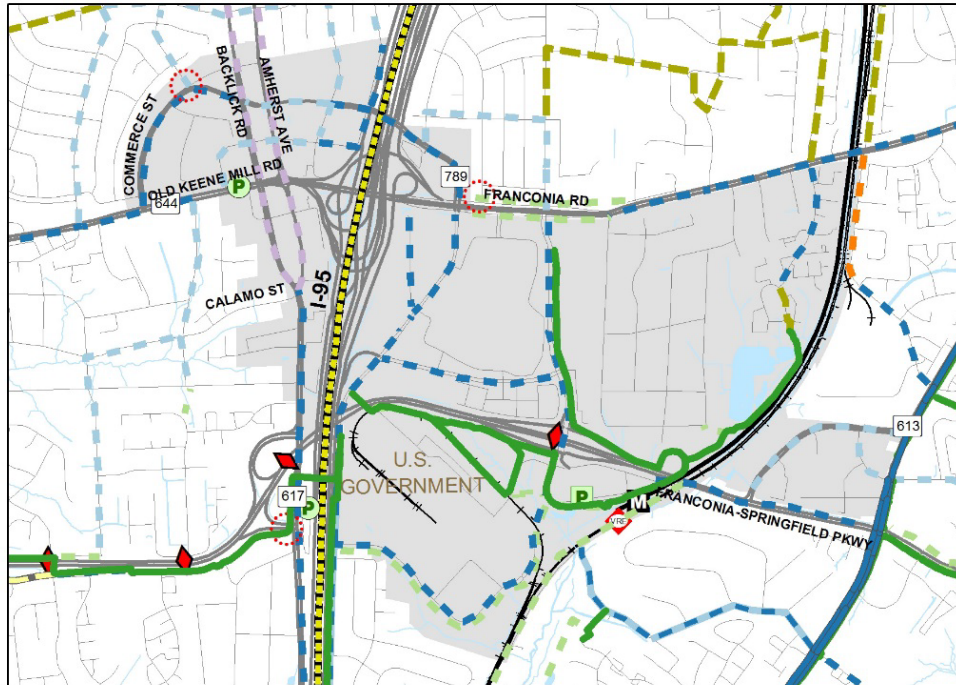 BACKLICK RD
AMHERST AVE
COMMERCE ST
OLD KEENE MILL RD
P
644
789
FRANCONIA RD
CALAMO ST
I-95
613
U.S.
GOVERNMENT
617
P
P
M
VRE
FRANCONIA-SPRINGFIELD PKWY